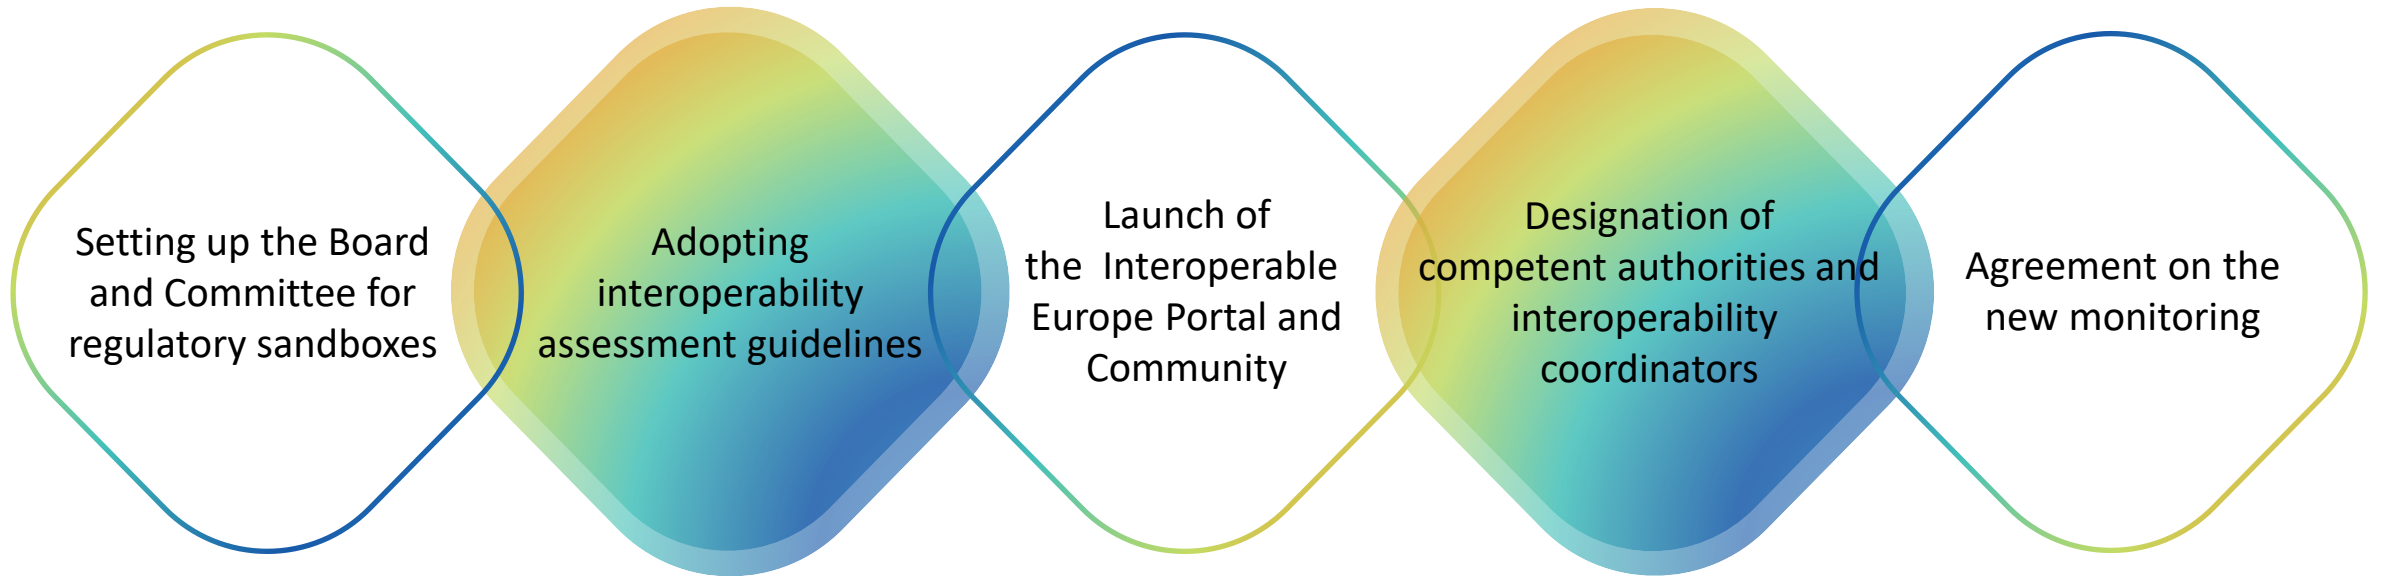 Setting up the Board
and Committee for
regulatory sandboxes
Adopting
interoperability
assessment guidelines
Launch of
the  Interoperable
Europe Portal and
Community
Designation of
competent authorities and
interoperability
coordinators
Agreement on the
new monitoring